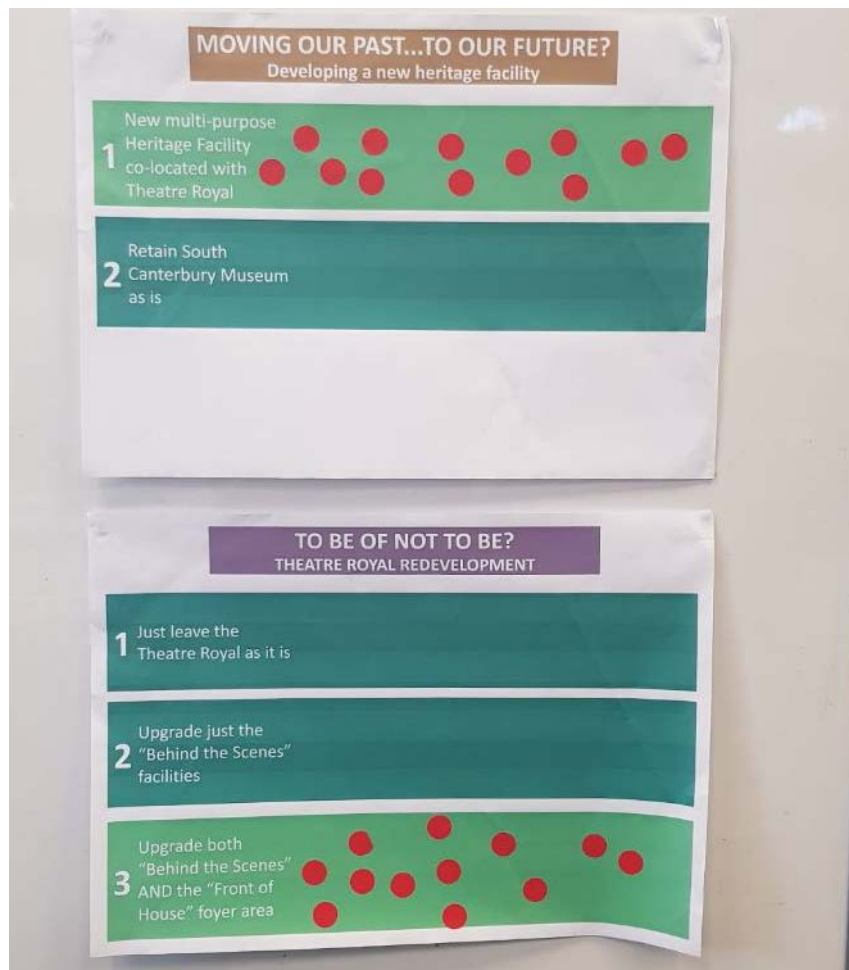 MOVING OUR PAST...TO OUR FUTURE?
Developing a new heritage facility
1
New multi-purpose
Heritage Facility
co-located with
Theatre Royal
2
Retain South
Canterbury Museum
as is
TO BE OF NOT TO BE?
THEATRE ROYAL REDEVELOPMENT
1
Just leave the
Theatre Royal as it is
2
Upgrade just the
"Behind the Scenes"
facilities
3
Upgrade both
"Behind the Scenes"
AND the "Front of
House" foyer area